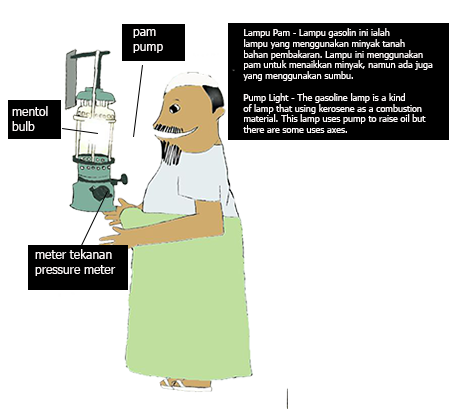 pam
pump
Lampu Pam - Lampu gasolin ini ialah
lampu yang menggunakan minyak tanah
bahan pembakaran. Lampu ini menggunakan
pam untuk menaikkan minyak, namun ada juga
yang menggunakan sumbu.
Pump Light - The gasoline lamp is a kind
of lamp that using kerosene as a combustion
material. This lamp uses pump to raise oil but
there are some uses axes.
mentol
bulb
meter tekanan
pressure meter